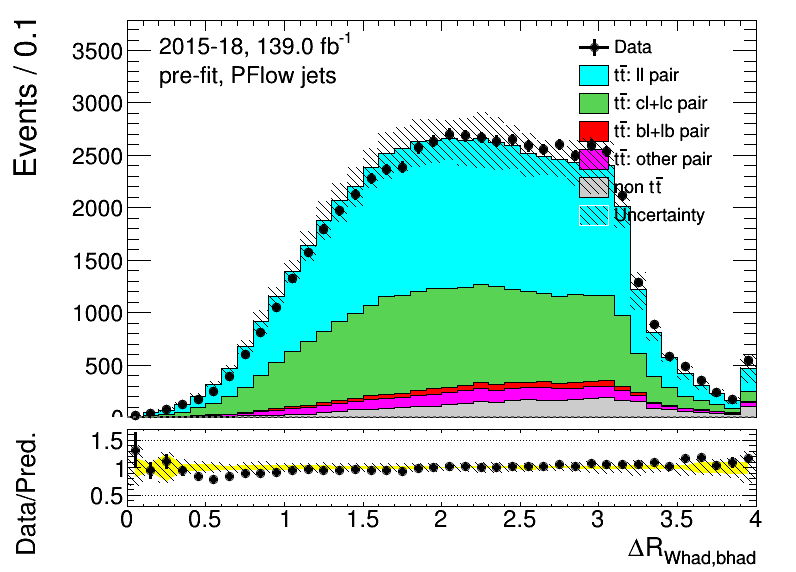 Events / 0.1
2015-18, 139.0 fb⁻¹
pre-fit, PFlow jets
Data
tt̄: ll pair
tt̄: cl+lc pair
tt̄: bl+lb pair
tt̄: other pair
non tt̄
Uncertainty
3500
3000
2500
2000
1500
1000
500
0
Data/Pred.
1.5
1
0.5
0 0.5 1 1.5 2 2.5 3 3.5 4
ΔR_Whad,bhad